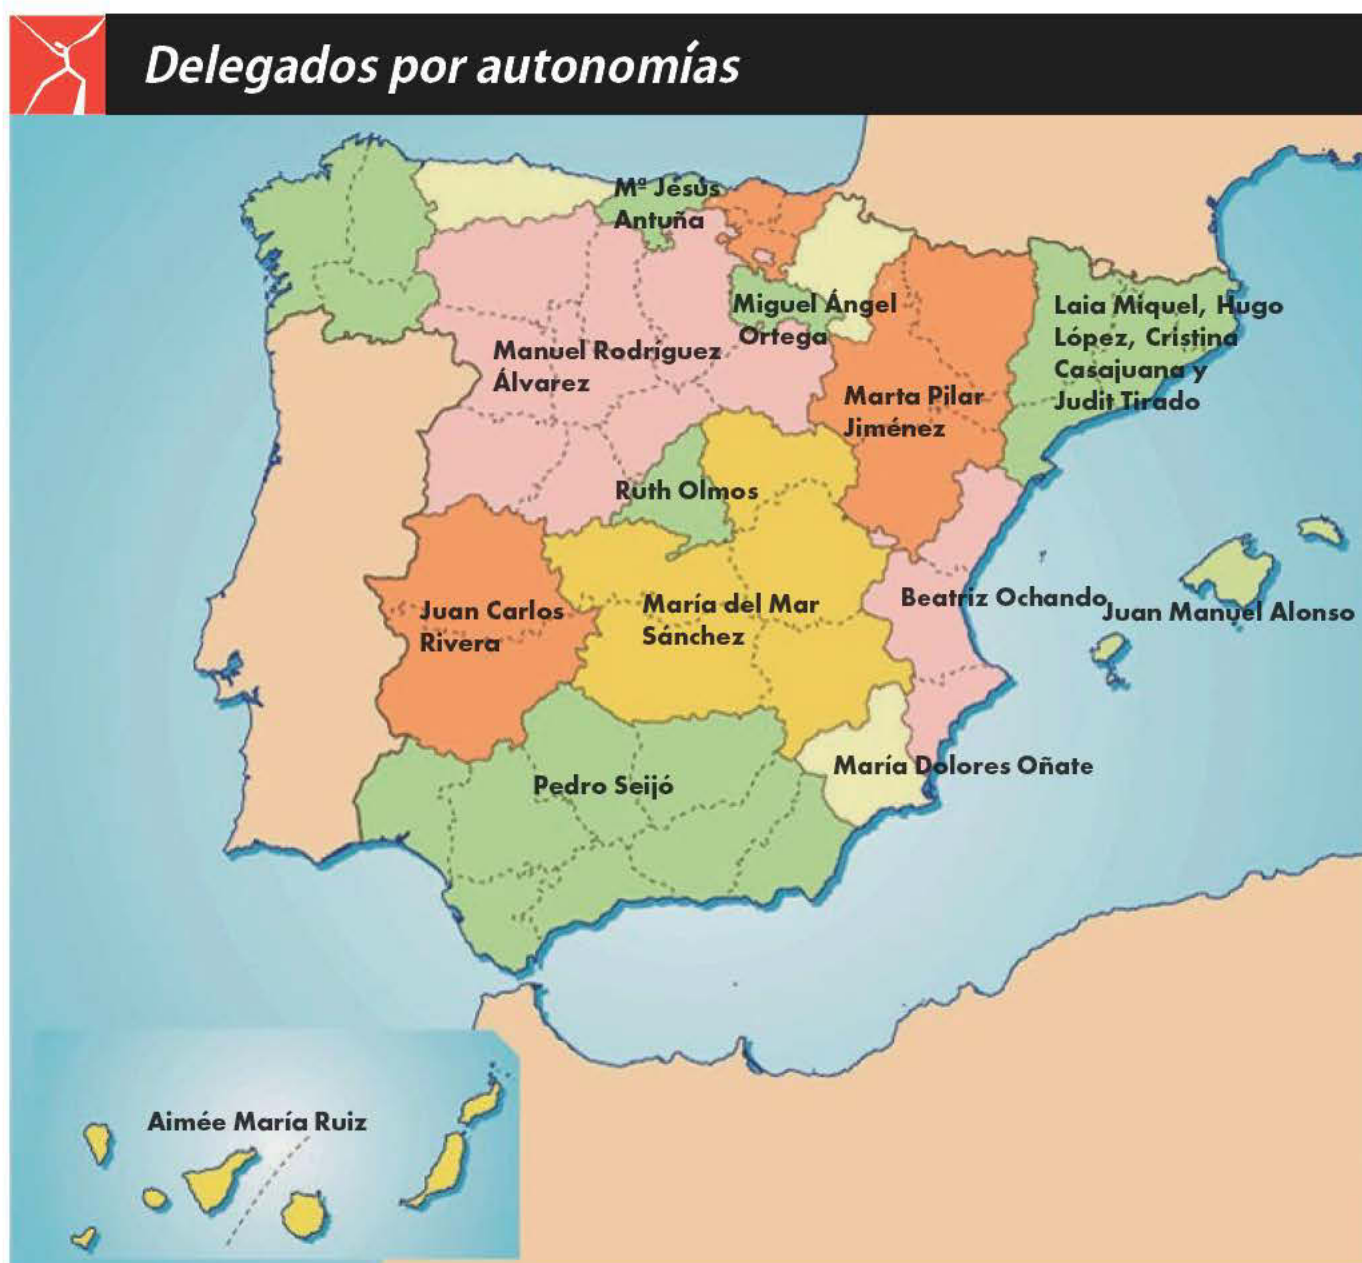 Delegados por autonomías
Mª Jesús
Antuña
Miguel Ángel
Ortega
Laia Miquel, Hugo
López, Cristina
Casajuana y
Judit Tirado
Manuel Rodríguez
Álvarez
Marta Pilar
Jiménez
Ruth Olmos
Juan Carlos
Rivera
María del Mar
Sánchez
Beatriz Ochando
Juan Manuel Alonso
María Dolores Oñate
Pedro Seijó
Aimée María Ruiz